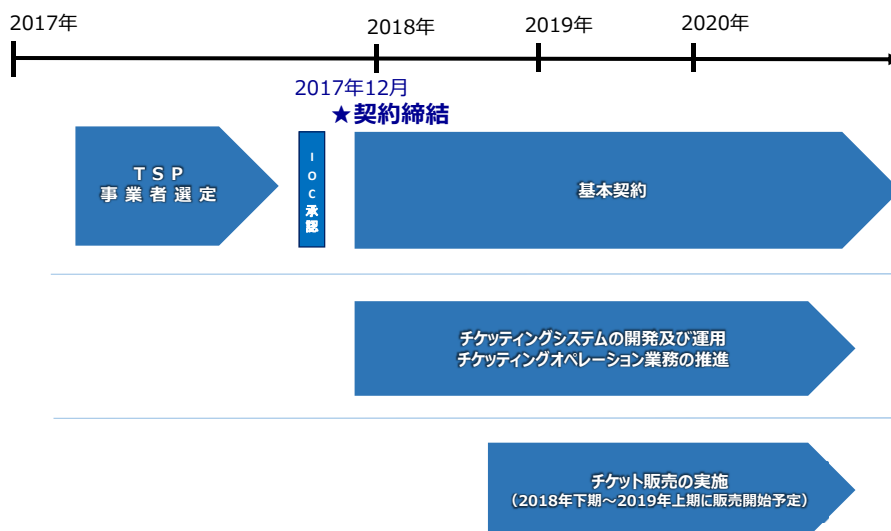 2017年
2018年
2019年
2020年
2017年12月
★契約締結
TSP
事業者選定
IOC承認
基本契約
チケッティングシステムの開発及び運用
チケッティングオペレーション業務の推進
チケット販売の実施
(2018年下期～2019年上期に販売開始予定)